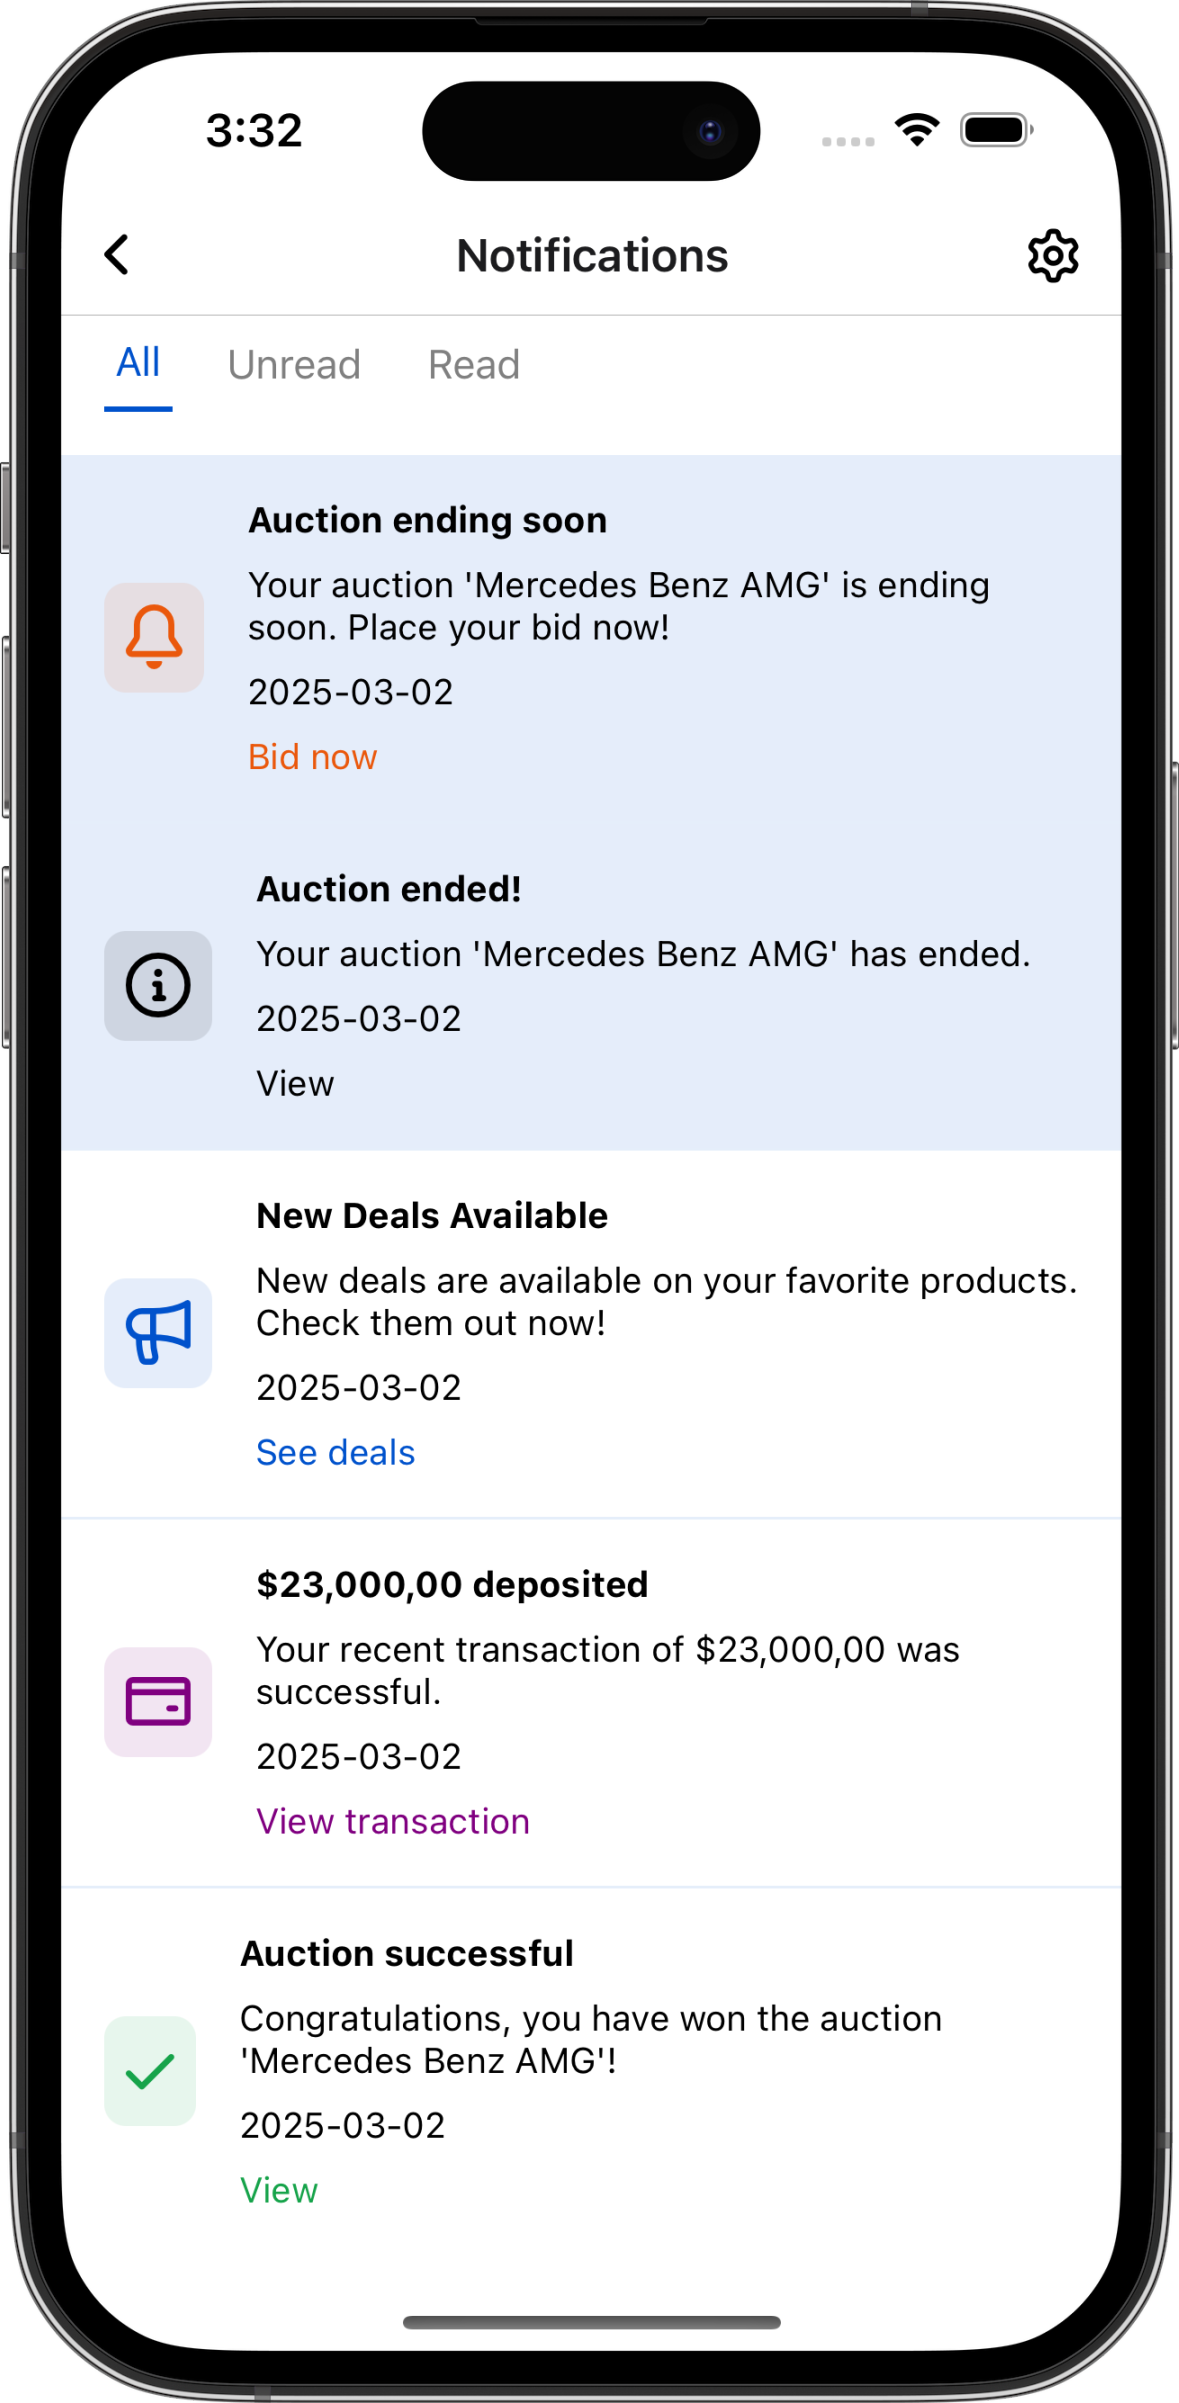 3:32
Notifications
All Unread Read
Auction ending soon
Your auction 'Mercedes Benz AMG' is ending
soon. Place your bid now!
2025-03-02
Bid now
Auction ended!
Your auction 'Mercedes Benz AMG' has ended.
2025-03-02
View
New Deals Available
New deals are available on your favorite products.
Check them out now!
2025-03-02
See deals
$23,000,00 deposited
Your recent transaction of $23,000,00 was
successful.
2025-03-02
View transaction
Auction successful
Congratulations, you have won the auction
'Mercedes Benz AMG'!
2025-03-02
View